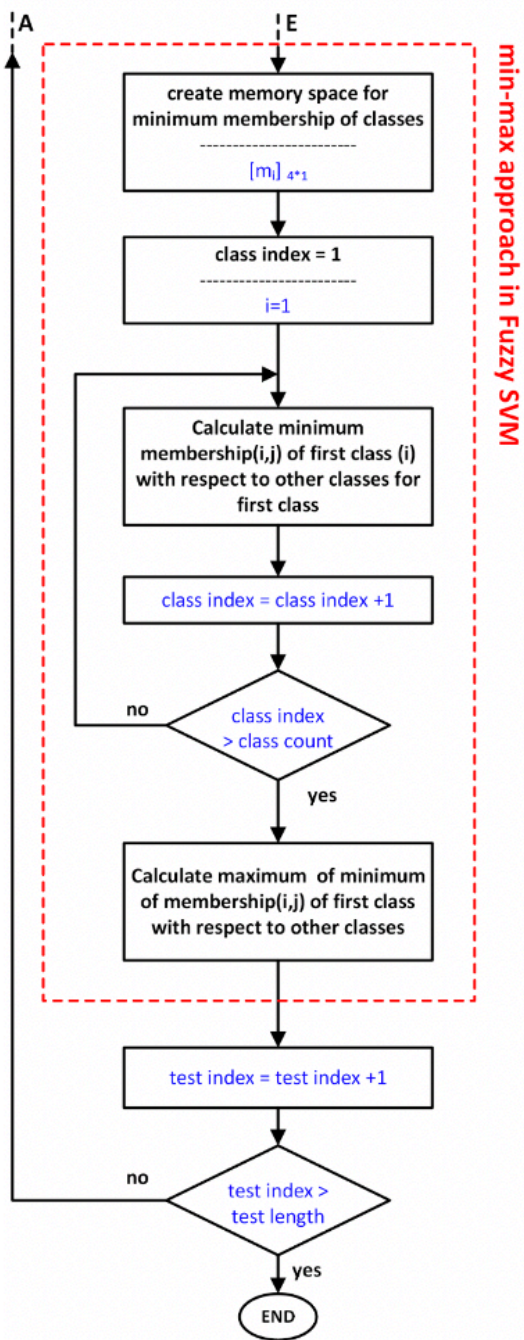 A
E
min-max approach in Fuzzy SVM
create memory space for
minimum membership of classes
------------------------
[mᵢ] ₄*₁
class index = 1
------------------------
i=1
Calculate minimum
membership(i,j) of first class (i)
with respect to other classes for
first class
class index = class index +1
no
class index
> class count
yes
Calculate maximum of minimum
of membership(i,j) of first class
with respect to other classes
test index = test index +1
no
test index >
test length
yes
END